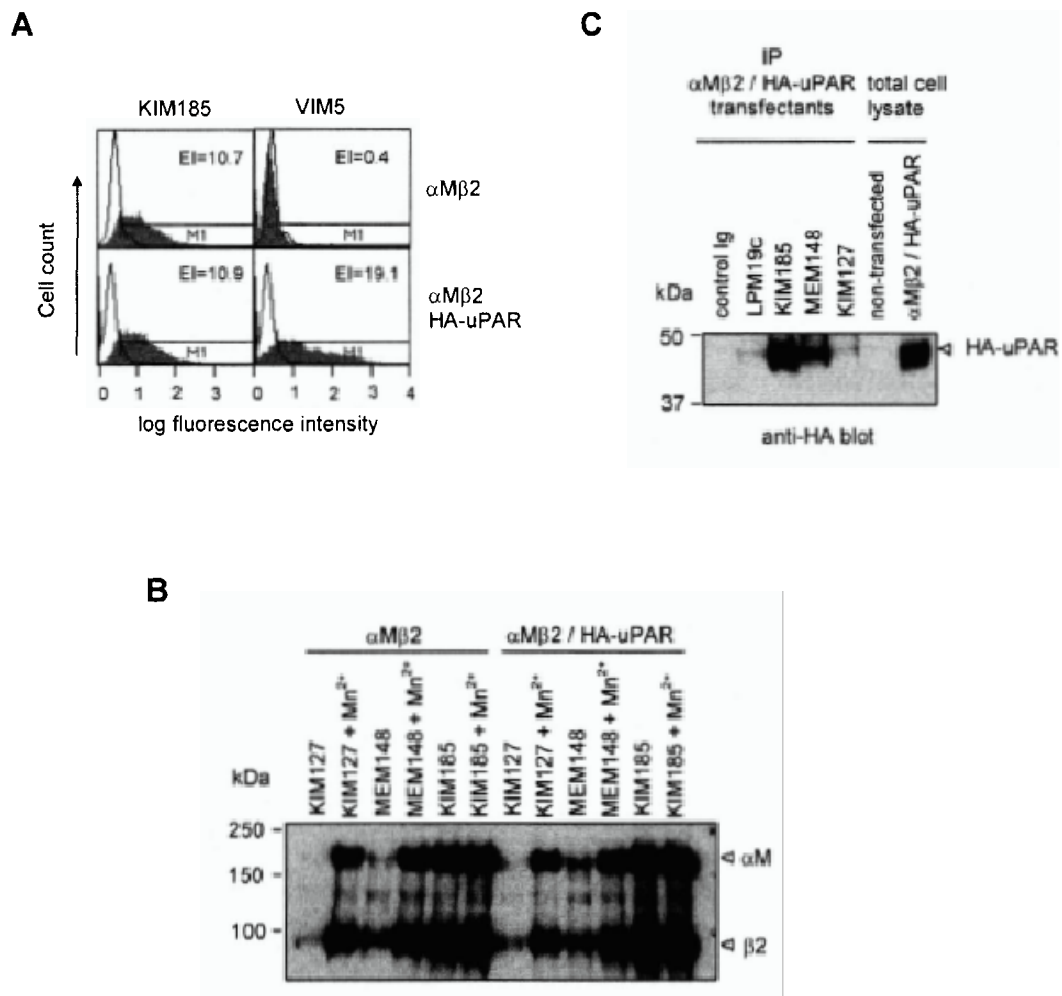 A
KIM185
VIM5
EI=10.7
M1
EI=0.4
M1
αMβ2
EI=10.9
M1
EI=19.1
M1
αMβ2
HA-uPAR
Cell count
0 1 2 3 0 1 2 3 4
log fluorescence intensity
C
IP
αMβ2 / HA-uPAR
transfectants
total cell
lysate
control Ig
LPM19c
KIM185
MEM148
KIM127
non-transfected
αMβ2 / HA-uPAR
kDa
50
37
HA-uPAR
anti-HA blot
B
αMβ2
αMβ2 / HA-uPAR
KIM127
KIM127 + Mn²⁺
MEM148
MEM148 + Mn²⁺
KIM185
KIM185 + Mn²⁺
KIM127
KIM127 + Mn²⁺
MEM148
MEM148 + Mn²⁺
KIM185
KIM185 + Mn²⁺
kDa
250
150
100
αM
β2